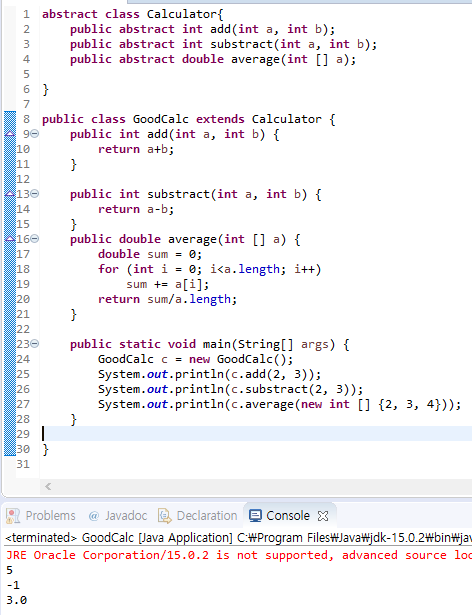 1 abstract class Calculator{
2     public abstract int add(int a, int b);
3     public abstract int substract(int a, int b);
4     public abstract double average(int [] a);
5
6 }
7
8 public class GoodCalc extends Calculator {
9     public int add(int a, int b) {
10         return a+b;
11     }
12
13     public int substract(int a, int b) {
14         return a-b;
15     }
16     public double average(int [] a) {
17         double sum = 0;
18         for (int i = 0; i<a.length; i++)
19             sum += a[i];
20         return sum/a.length;
21     }
22
23     public static void main(String[] args) {
24         GoodCalc c = new GoodCalc();
25         System.out.println(c.add(2, 3));
26         System.out.println(c.substract(2, 3));
27         System.out.println(c.average(new int [] {2, 3, 4}));
28     }
29
30 }
31
Problems @ Javadoc Declaration Console
<terminated> GoodCalc [Java Application] C:₩Program Files₩Java₩jdk-15.0.2₩bin₩jav
JRE Oracle Corporation/15.0.2 is not supported, advanced source loc
5
-1
3.0